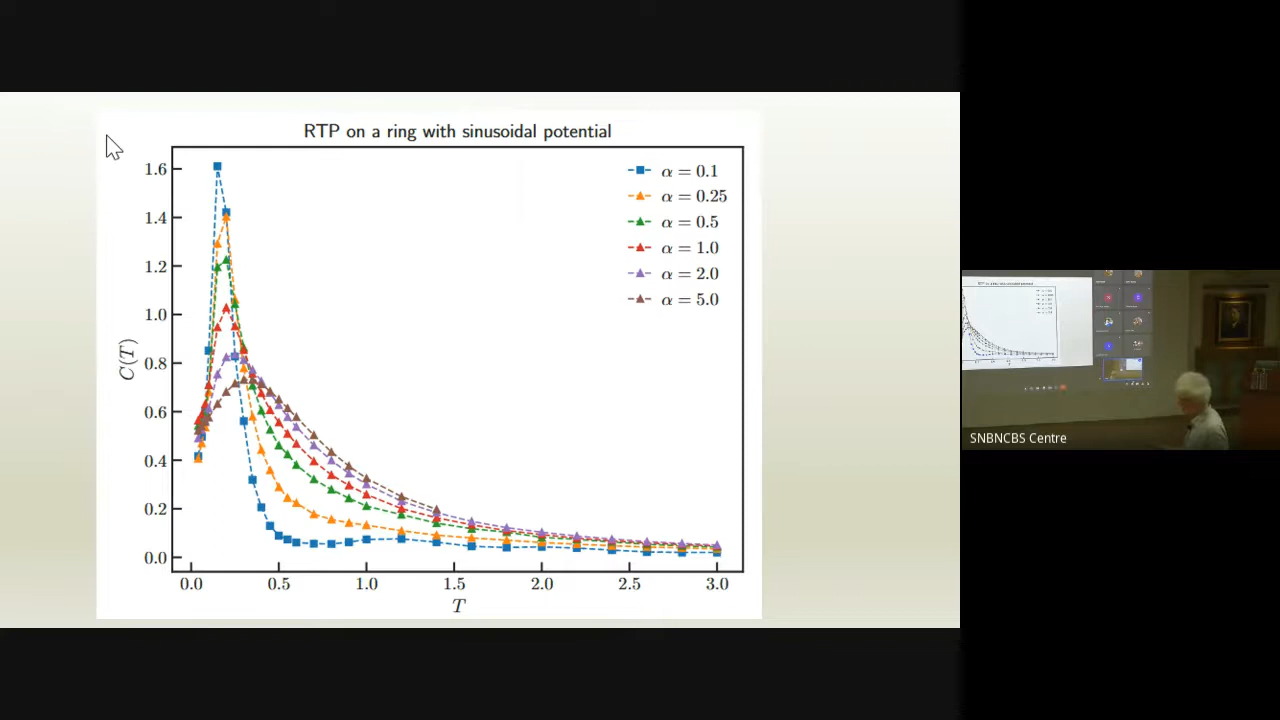 RTP on a ring with sinusoidal potential
1.6
1.4
1.2
1.0
0.8
0.6
0.4
0.2
0.0
C(T)
0.0 0.5 1.0 1.5 2.0 2.5 3.0
T
α = 0.1
α = 0.25
α = 0.5
α = 1.0
α = 2.0
α = 5.0
SNBNCBS Centre